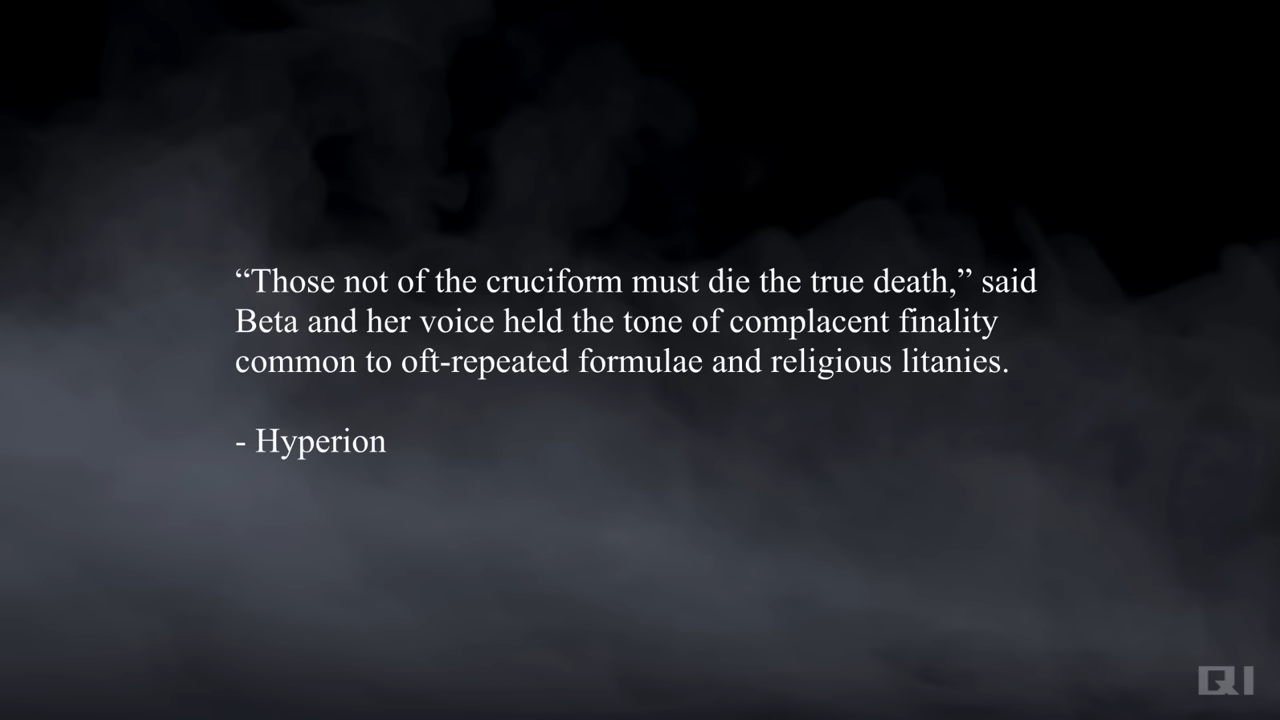 “Those not of the cruciform must die the true death,” said
Beta and her voice held the tone of complacent finality
common to oft-repeated formulae and religious litanies.
- Hyperion
QI